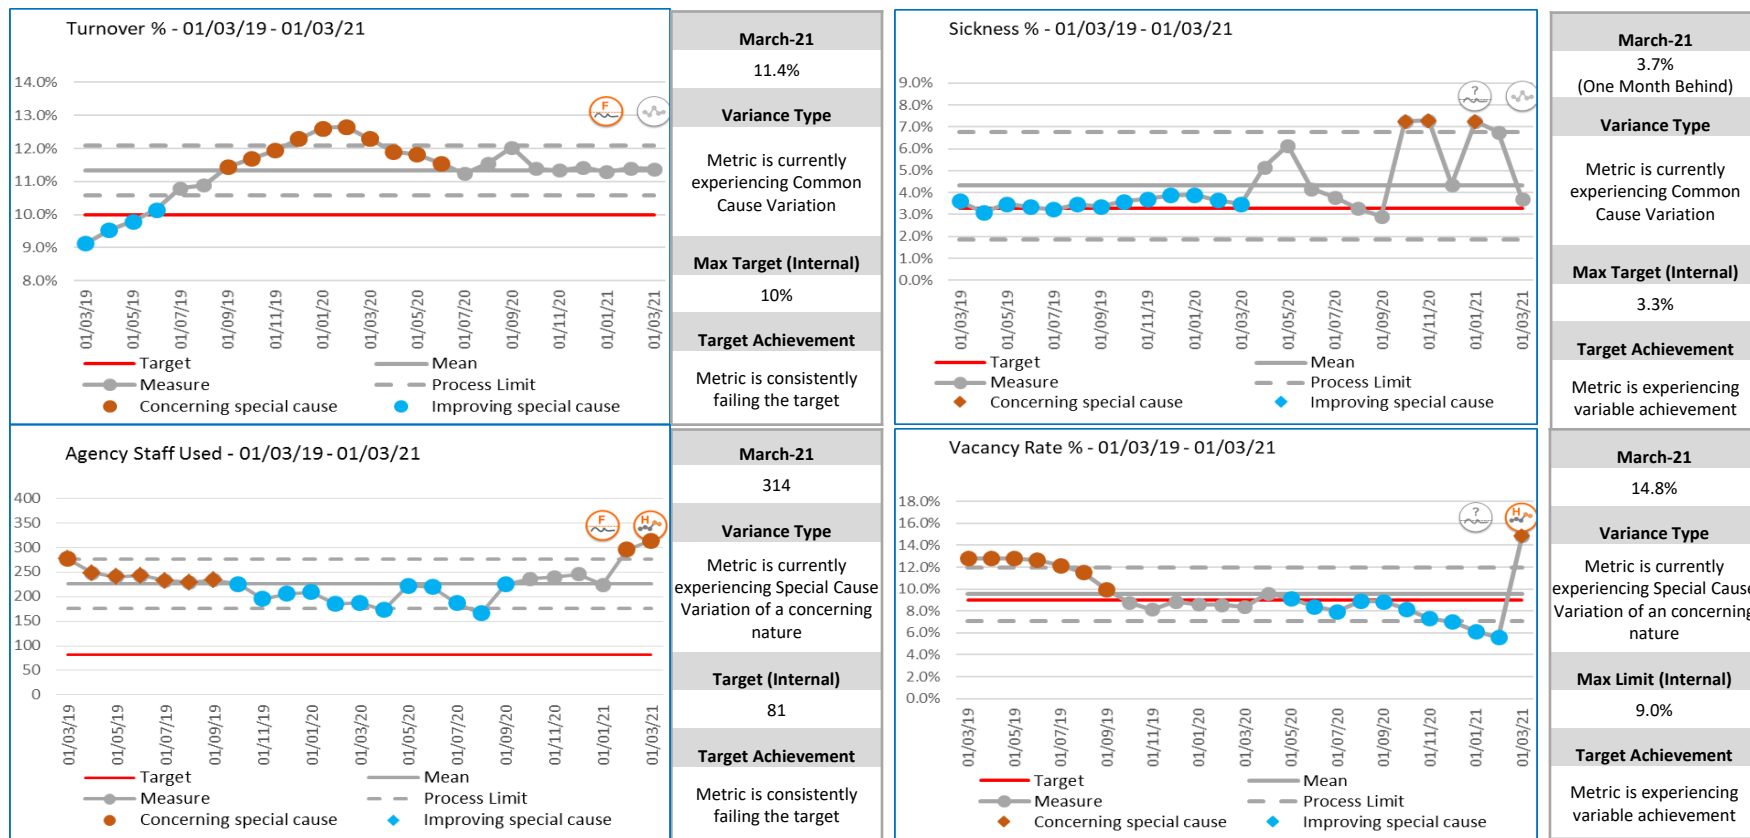 Turnover % - 01/03/19 - 01/03/21
14.0%
13.0%
12.0%
11.0%
10.0%
9.0%
8.0%
F
01/03/19
01/05/19
01/07/19
01/09/19
01/11/19
01/01/20
01/03/20
01/05/20
01/07/20
01/09/20
01/11/20
01/01/21
01/03/21
Target
Mean
Measure
Process Limit
Concerning special cause
Improving special cause
March-21
11.4%
Variance Type
Metric is currently
experiencing Common
Cause Variation
Max Target (Internal)
10%
Target Achievement
Metric is consistently
failing the target
Sickness % - 01/03/19 - 01/03/21
9.0%
8.0%
7.0%
6.0%
5.0%
4.0%
3.0%
2.0%
1.0%
0.0%
?
01/03/19
01/05/19
01/07/19
01/09/19
01/11/19
01/01/20
01/03/20
01/05/20
01/07/20
01/09/20
01/11/20
01/01/21
01/03/21
Target
Mean
Measure
Process Limit
Concerning special cause
Improving special cause
March-21
3.7%
(One Month Behind)
Variance Type
Metric is currently
experiencing Common
Cause Variation
Max Target (Internal)
3.3%
Target Achievement
Metric is experiencing
variable achievement
Agency Staff Used - 01/03/19 - 01/03/21
400
350
300
250
200
150
100
50
0
F
H
01/03/19
01/05/19
01/07/19
01/09/19
01/11/19
01/01/20
01/03/20
01/05/20
01/07/20
01/09/20
01/11/20
01/01/21
01/03/21
Target
Mean
Measure
Process Limit
Concerning special cause
Improving special cause
March-21
314
Variance Type
Metric is currently
experiencing Special Cause
Variation of a concerning
nature
Target (Internal)
81
Target Achievement
Metric is consistently
failing the target
Vacancy Rate % - 01/03/19 - 01/03/21
18.0%
16.0%
14.0%
12.0%
10.0%
8.0%
6.0%
4.0%
2.0%
0.0%
?
H
01/03/19
01/05/19
01/07/19
01/09/19
01/11/19
01/01/20
01/03/20
01/05/20
01/07/20
01/09/20
01/11/20
01/01/21
01/03/21
Target
Mean
Measure
Process Limit
Concerning special cause
Improving special cause
March-21
14.8%
Variance Type
Metric is currently
experiencing Special Cause
Variation of an concerning
nature
Max Limit (Internal)
9.0%
Target Achievement
Metric is experiencing
variable achievement